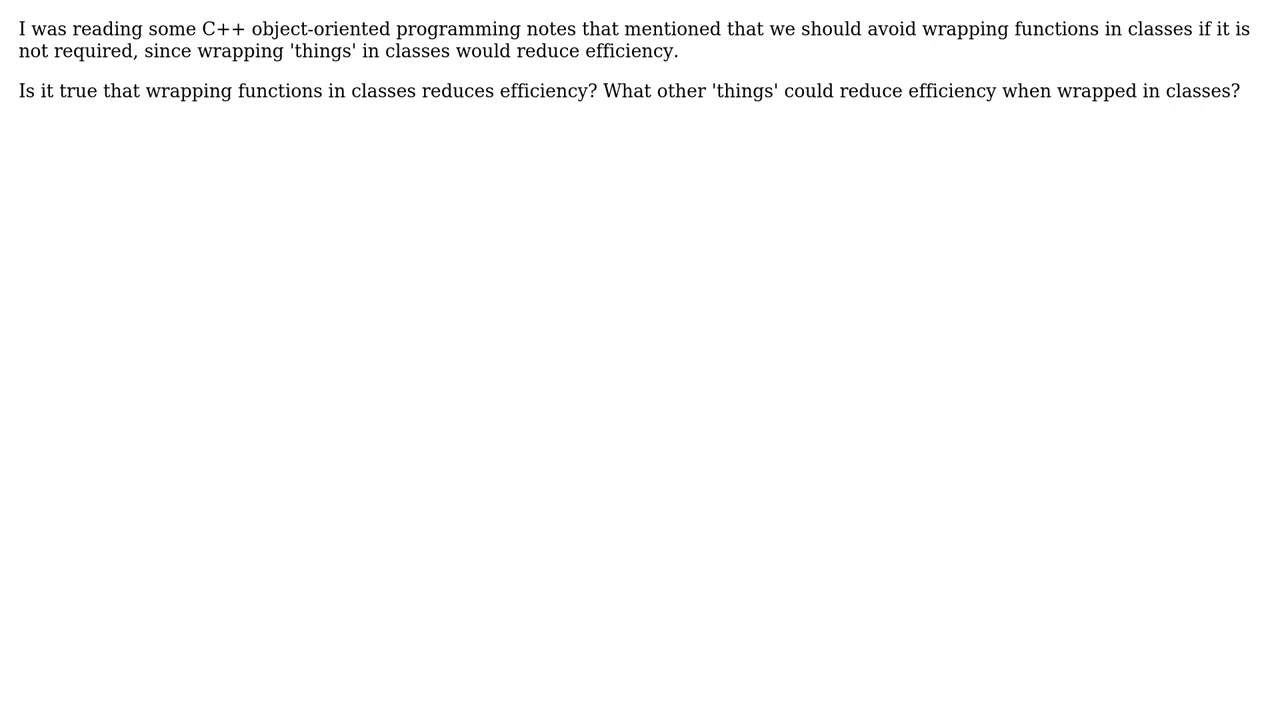 I was reading some C++ object-oriented programming notes that mentioned that we should avoid wrapping functions in classes if it is
not required, since wrapping 'things' in classes would reduce efficiency.
Is it true that wrapping functions in classes reduces efficiency? What other 'things' could reduce efficiency when wrapped in classes?